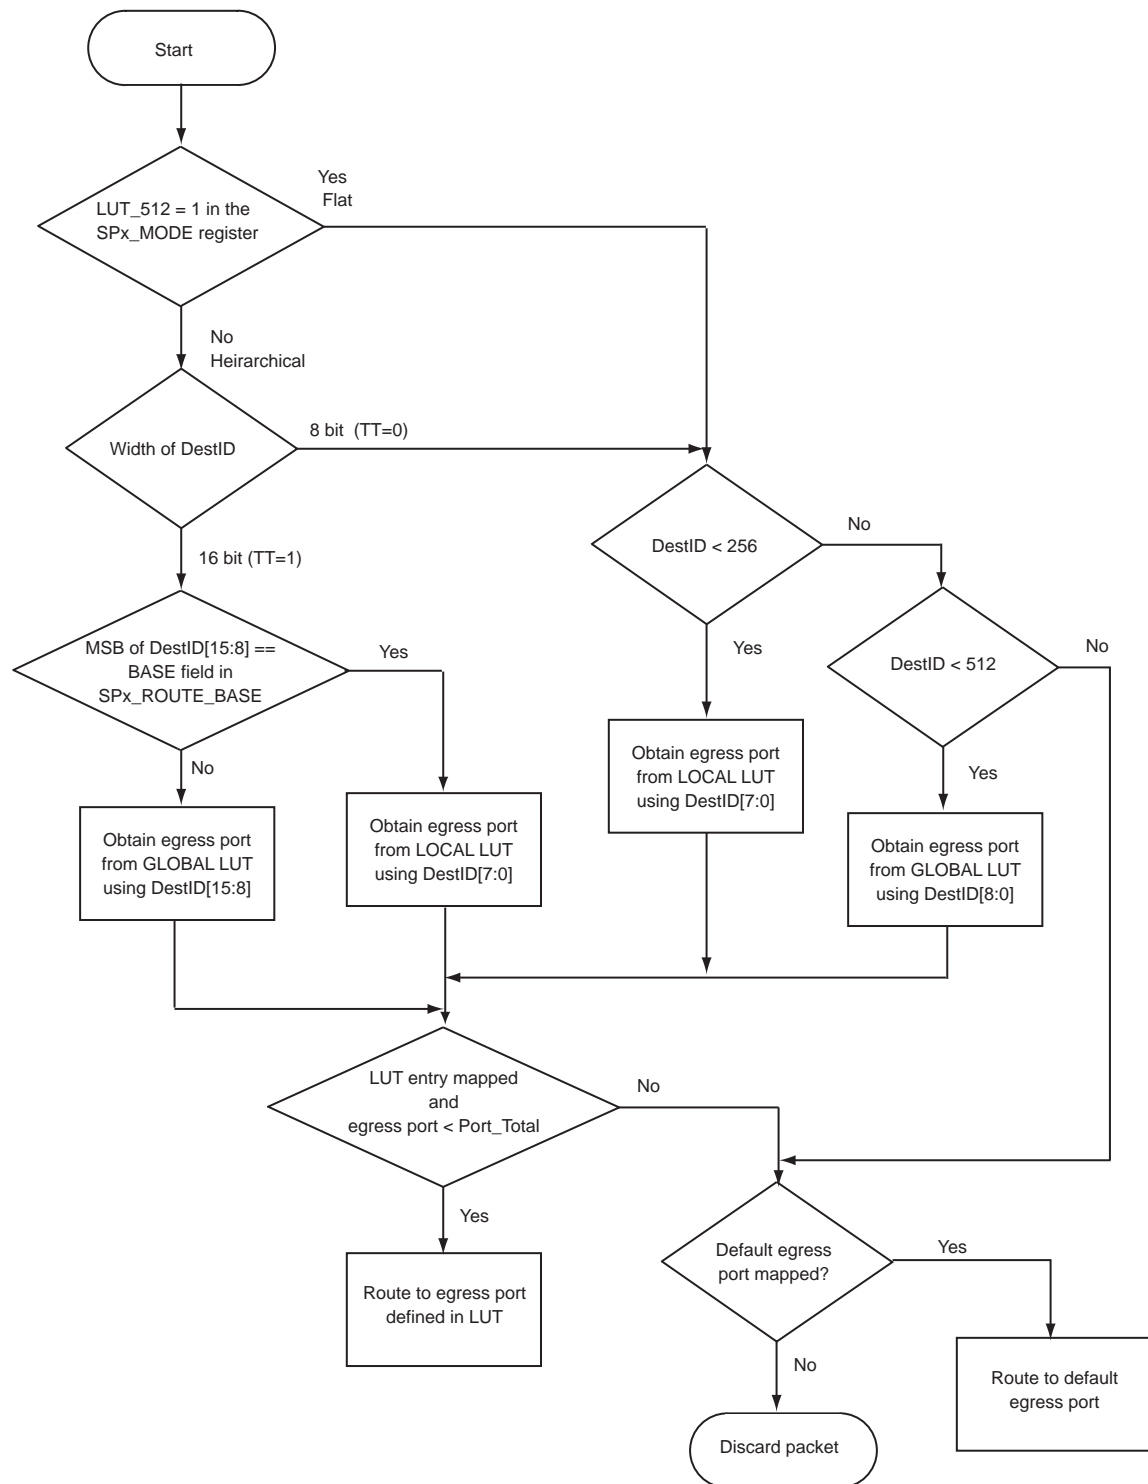 Start
LUT_512 = 1 in the
SPx_MODE register
Yes
Flat
No
Heirarchical
Width of DestID
8 bit (TT=0)
16 bit (TT=1)
DestID < 256
No
Yes
DestID < 512
No
Yes
MSB of DestID[15:8] ==
BASE field in
SPx_ROUTE_BASE
Yes
No
Obtain egress port
from GLOBAL LUT
using DestID[15:8]
Obtain egress port
from LOCAL LUT
using DestID[7:0]
Obtain egress port
from LOCAL LUT
using DestID[7:0]
Obtain egress port
from GLOBAL LUT
using DestID[8:0]
LUT entry mapped
and
egress port < Port_Total
No
Yes
Route to egress port
defined in LUT
Default egress
port mapped?
Yes
No
Route to default
egress port
Discard packet